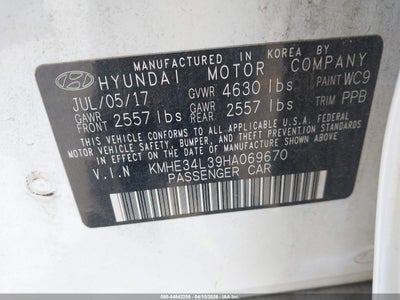 MANUFACTURED IN KOREA BY
HYUNDAI MOTOR COMPANY
JUL/05/17 GVWR 4630 lbs PAINT WC9
GAWR FRONT 2557 lbs GAWR REAR 2557 lbs TRIM PPB
THIS VEHICLE CONFORMS TO ALL APPLICABLE U.S.A. FEDERAL
MOTOR VEHICLE SAFETY, BUMPER, AND THEFT PREVENTION
STANDARDS IN EFFECT ON THE DATE OF MANUFACTURE SHOWN ABOVE.
V.I.N KMHE34L39HA069670
PASSENGER CAR